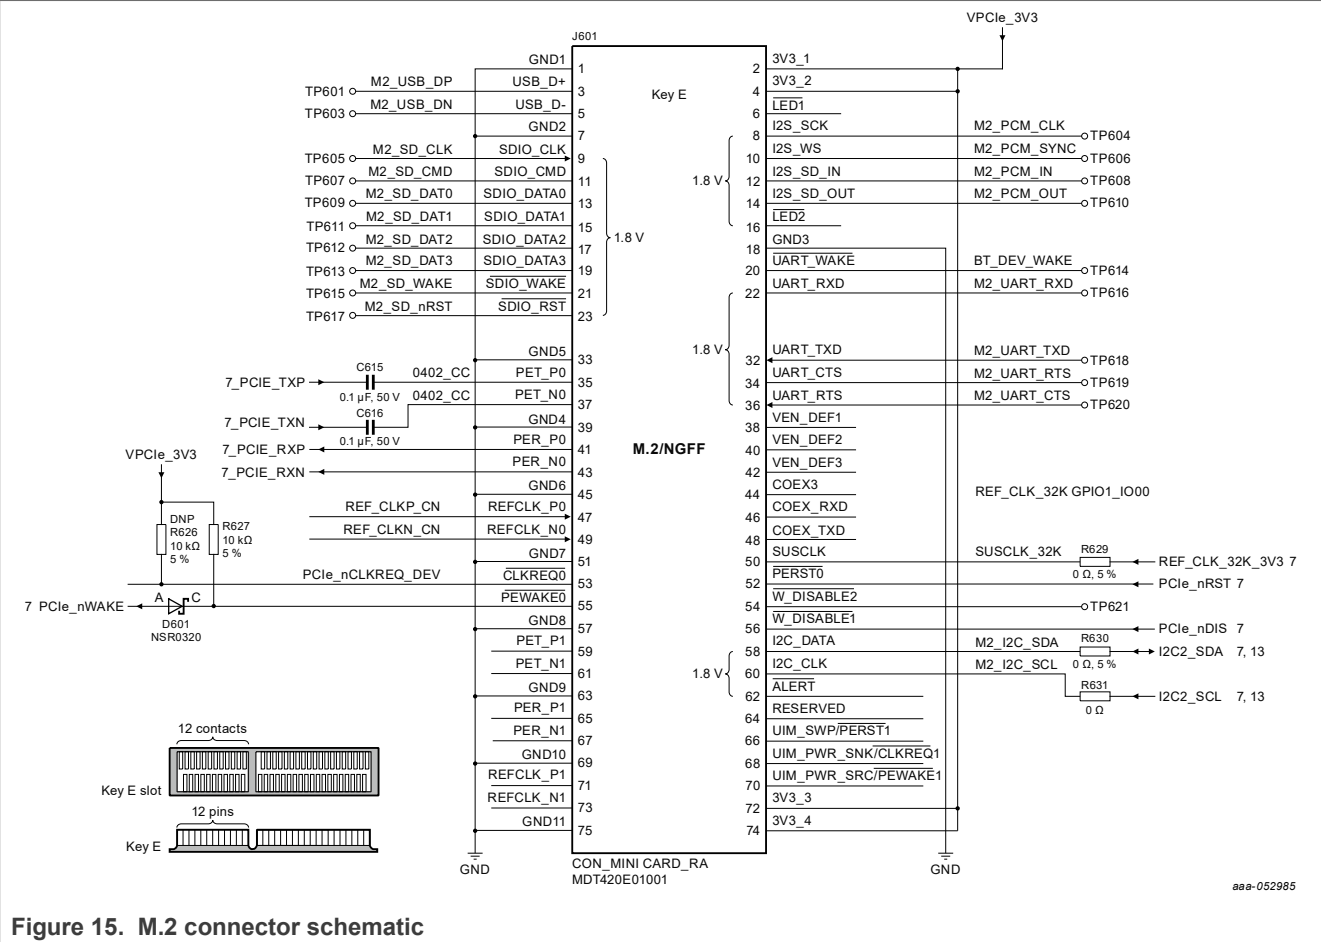 VPCIe_3V3
J601
GND1 1 2 3V3_1
TP601 M2_USB_DP USB_D+ 3 4 3V3_2
Key E
TP603 M2_USB_DN USB_D- 5 6 LED1
GND2 7 8 I2S_SCK M2_PCM_CLK TP604
TP605 M2_SD_CLK SDIO_CLK 9 10 I2S_WS M2_PCM_SYNC TP606
TP607 M2_SD_CMD SDIO_CMD 11 1.8 V 12 I2S_SD_IN M2_PCM_IN TP608
TP609 M2_SD_DAT0 SDIO_DATA0 13 14 I2S_SD_OUT M2_PCM_OUT TP610
TP611 M2_SD_DAT1 SDIO_DATA1 15 16 LED2
1.8 V
TP612 M2_SD_DAT2 SDIO_DATA2 17 18 GND3
TP613 M2_SD_DAT3 SDIO_DATA3 19 20 UART_WAKE BT_DEV_WAKE TP614
TP615 M2_SD_WAKE SDIO_WAKE 21 22 UART_RXD M2_UART_RXD TP616
TP617 M2_SD_nRST SDIO_RST 23
1.8 V
GND5 33 32 UART_TXD M2_UART_TXD TP618
C615
7_PCIE_TXP 0402_CC PET_P0 35 34 UART_CTS M2_UART_RTS TP619
0.1 µF, 50 V
0402_CC PET_N0 37 36 UART_RTS M2_UART_CTS TP620
C616
7_PCIE_TXN GND4 39 38 VEN_DEF1
0.1 µF, 50 V
7_PCIE_RXP PER_P0 41 M.2/NGFF 40 VEN_DEF2
VPCIe_3V3
7_PCIE_RXN PER_N0 43 42 VEN_DEF3
GND6 45 44 COEX3 REF_CLK_32K GPIO1_IO00
REF_CLKP_CN REFCLK_P0 47 46 COEX_RXD
DNP
R626
10 kΩ
5 %
R627
10 kΩ
5 %
REF_CLKN_CN REFCLK_N0 49 48 COEX_TXD
GND7 51 50 SUSCLK SUSCLK_32K R629 REF_CLK_32K_3V3 7
0 Ω, 5 %
PCIe_nCLKREQ_DEV CLKREQ0 53 52 PERST0 PCIe_nRST 7
7 PCIe_nWAKE A C PEWAKE0 55 54 W_DISABLE2 TP621
D601
NSR0320
GND8 57 56 W_DISABLE1 PCIe_nDIS 7
PET_P1 59 58 I2C_DATA M2_I2C_SDA R630 I2C2_SDA 7, 13
0 Ω, 5 %
PET_N1 61 1.8 V 60 I2C_CLK M2_I2C_SCL
GND9 63 62 ALERT R631 I2C2_SCL 7, 13
0 Ω
PER_P1 65 64 RESERVED
PER_N1 67 66 UIM_SWP/PERST1
GND10 69 68 UIM_PWR_SNK/CLKREQ1
REFCLK_P1 71 70 UIM_PWR_SRC/PEWAKE1
REFCLK_N1 73 72 3V3_3
GND11 75 74 3V3_4
12 contacts
Key E slot
12 pins
Key E
GND
CON_MINI CARD_RA
MDT420E01001
GND
aaa-052985
Figure 15. M.2 connector schematic